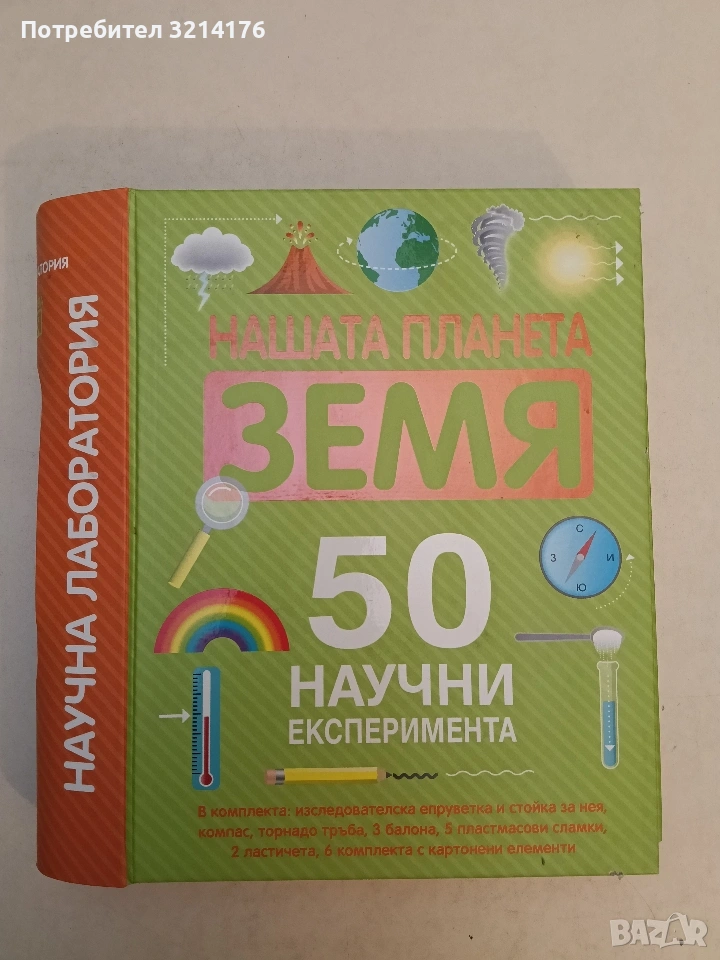 Потребител 3214176
НАУЧНА ЛАБОРАТОРИЯ
НАШАТА ПЛАНЕТА
ЗЕМЯ
50
НАУЧНИ
ЕКСПЕРИМЕНТА
С
З И
Ю
В комплекта: изследователска епруветка и стойка за нея,
компас, торнадо тръба, 3 балона, 5 пластмасови сламки,
2 ластичета, 6 комплекта с картонени елементи
BAZAR